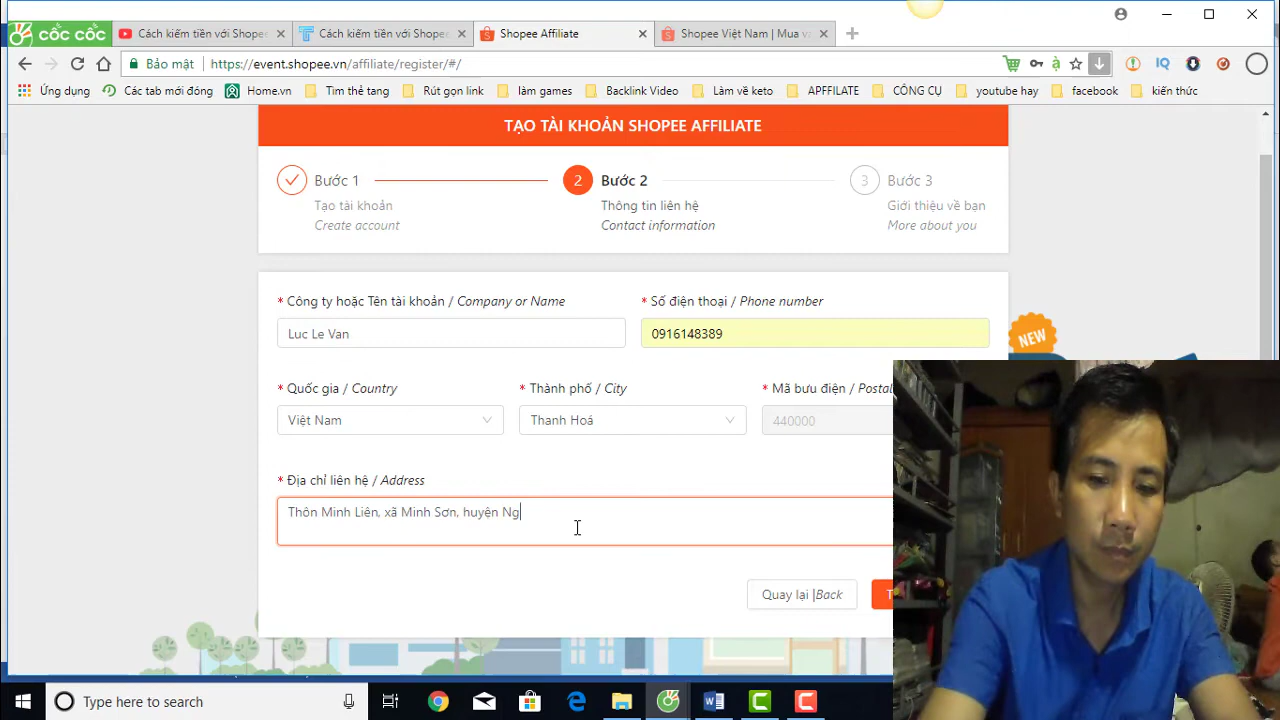 cốc cốc
Cách kiếm tiền với Shopee
Cách kiếm tiền với Shopee
Shopee Affiliate
Shopee Việt Nam | Mua và
Bảo mật
https://event.shopee.vn/affiliate/register/#/
Ứng dụng
Các tab mới đóng
Home.vn
Tìm thẻ tang
Rút gọn link
làm games
Backlink Video
Làm về keto
APFFILATE
CÔNG CỤ
youtube hay
facebook
kiến thức
TẠO TÀI KHOẢN SHOPEE AFFILIATE
Bước 1
2 Bước 2
3 Bước 3
Tạo tài khoản
Thông tin liên hệ
Giới thiệu về bạn
Create account
Contact information
More about you
* Công ty hoặc Tên tài khoản / Company or Name
* Số điện thoại / Phone number
Luc Le Van
0916148389
NEW
* Quốc gia / Country
* Thành phố / City
* Mã bưu điện / Postal
Việt Nam
Thanh Hoá
440000
* Địa chỉ liên hệ / Address
Thôn Minh Liên, xã Minh Sơn, huyện Ng
Quay lại |Back
T
Type here to search